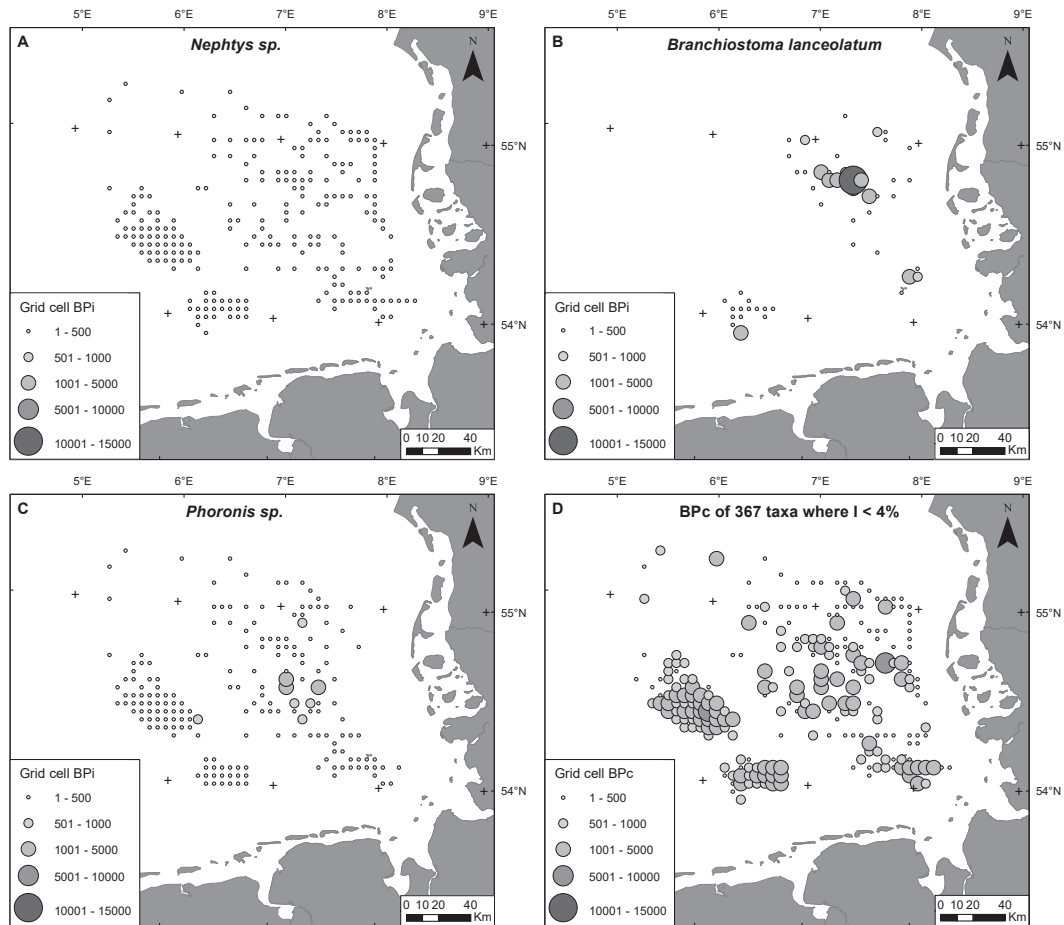 5°E 6°E 7°E 8°E 9°E 5°E 6°E 7°E 8°E 9°E
A Nephtys sp. N
55°N
54°N
Grid cell BPi
1 - 500
501 - 1000
1001 - 5000
5001 - 10000
10001 - 15000
0 10 20 40
Km
B Branchiostoma lanceolatum N
55°N
54°N
Grid cell BPi
1 - 500
501 - 1000
1001 - 5000
5001 - 10000
10001 - 15000
0 10 20 40
Km
5°E 6°E 7°E 8°E 9°E 5°E 6°E 7°E 8°E 9°E
C Phoronis sp. N
55°N
54°N
Grid cell BPi
1 - 500
501 - 1000
1001 - 5000
5001 - 10000
10001 - 15000
0 10 20 40
Km
D BPc of 367 taxa where I < 4% N
55°N
54°N
Grid cell BPc
1 - 500
501 - 1000
1001 - 5000
5001 - 10000
10001 - 15000
0 10 20 40
Km